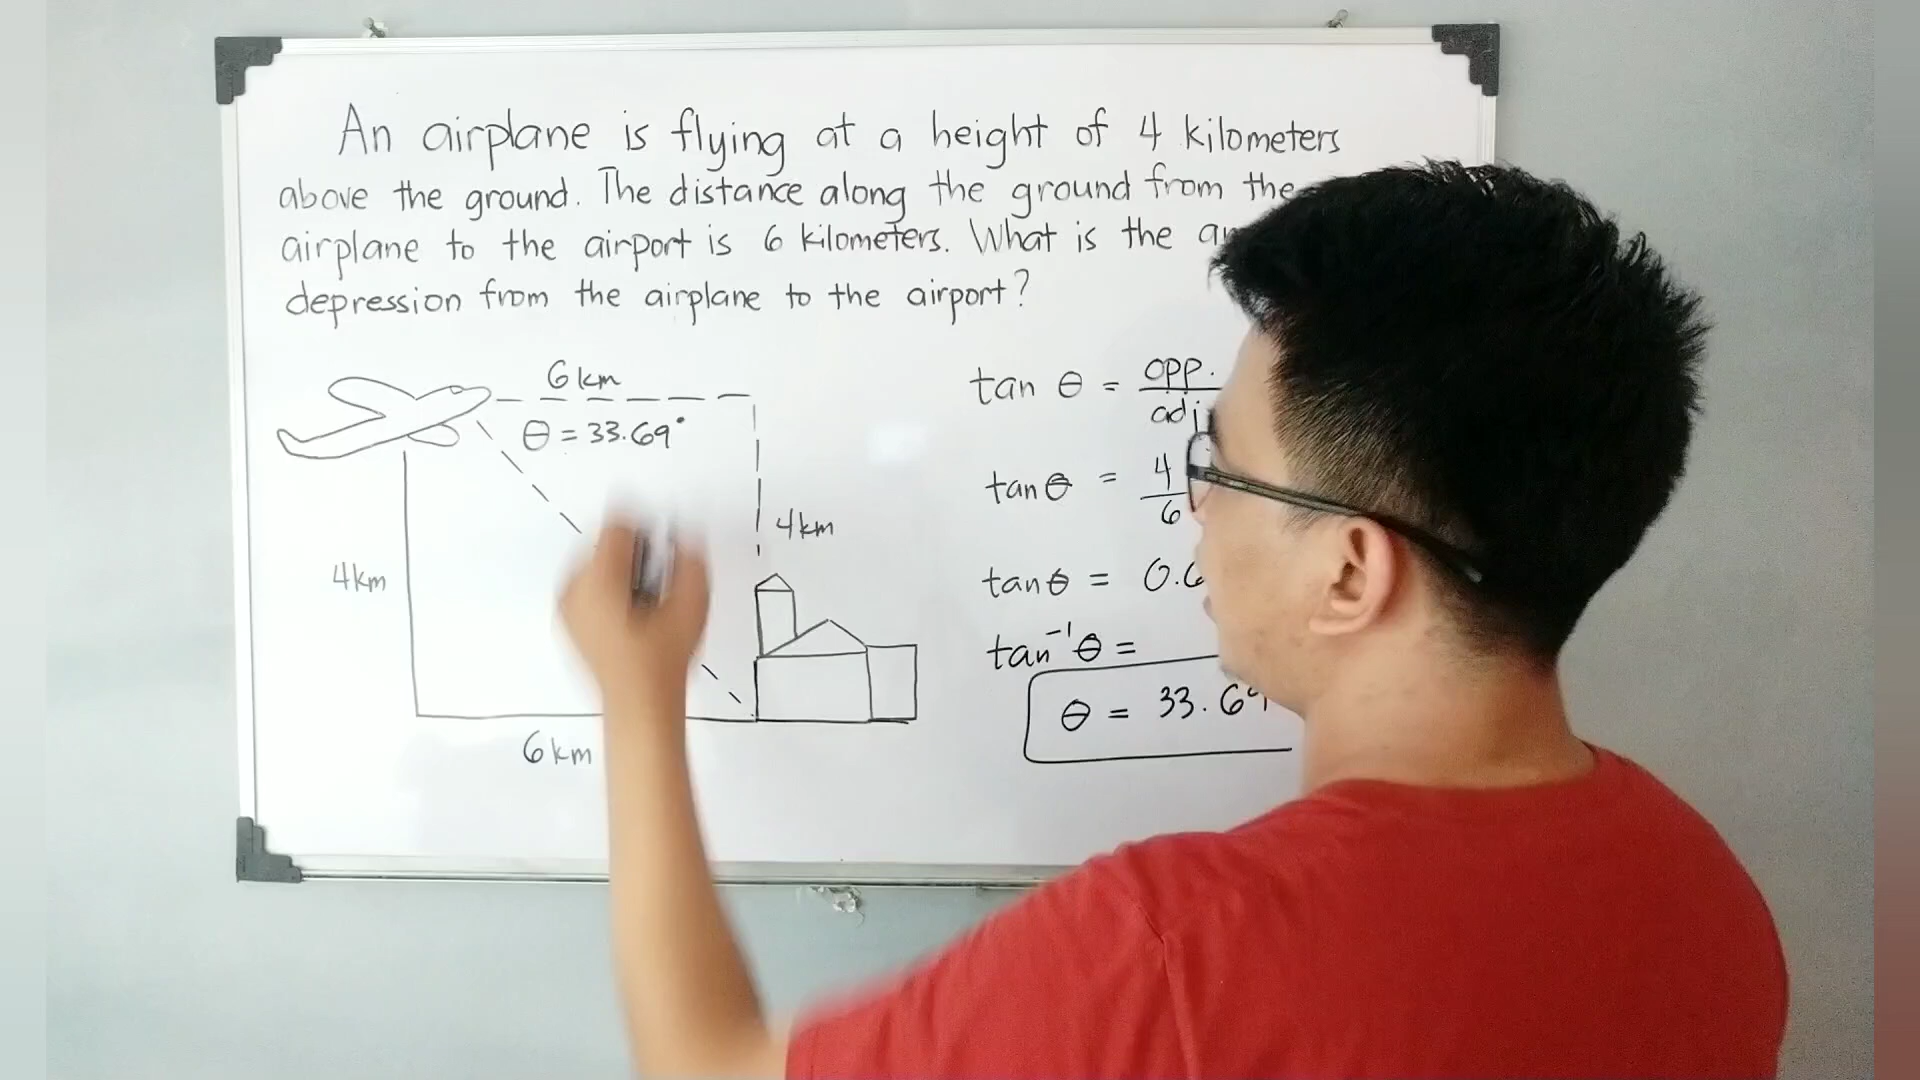 An airplane is flying at a height of 4 kilometers
above the ground. The distance along the ground from the
airplane to the airport is 6 kilometers. What is the
depression from the airplane to the airport?
6 km
θ = 33.69°
4 km
4 km
6 km
tan θ = opp. / adj
tan θ = 4 / 6
tan θ = 0.6
tan⁻¹ θ =
θ = 33.69